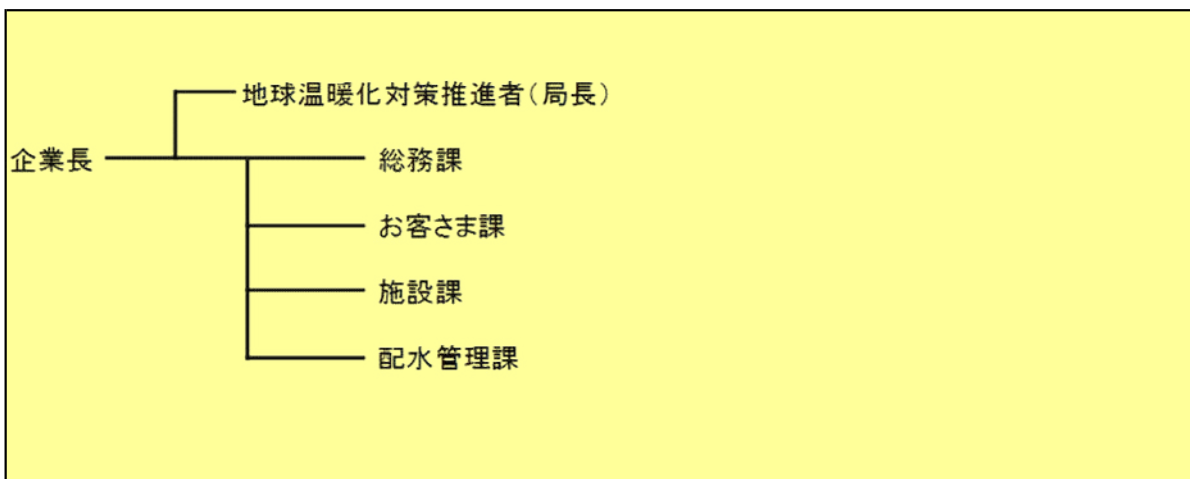 地球温暖化対策推進者(局長)
企業長
総務課
お客さま課
施設課
配水管理課